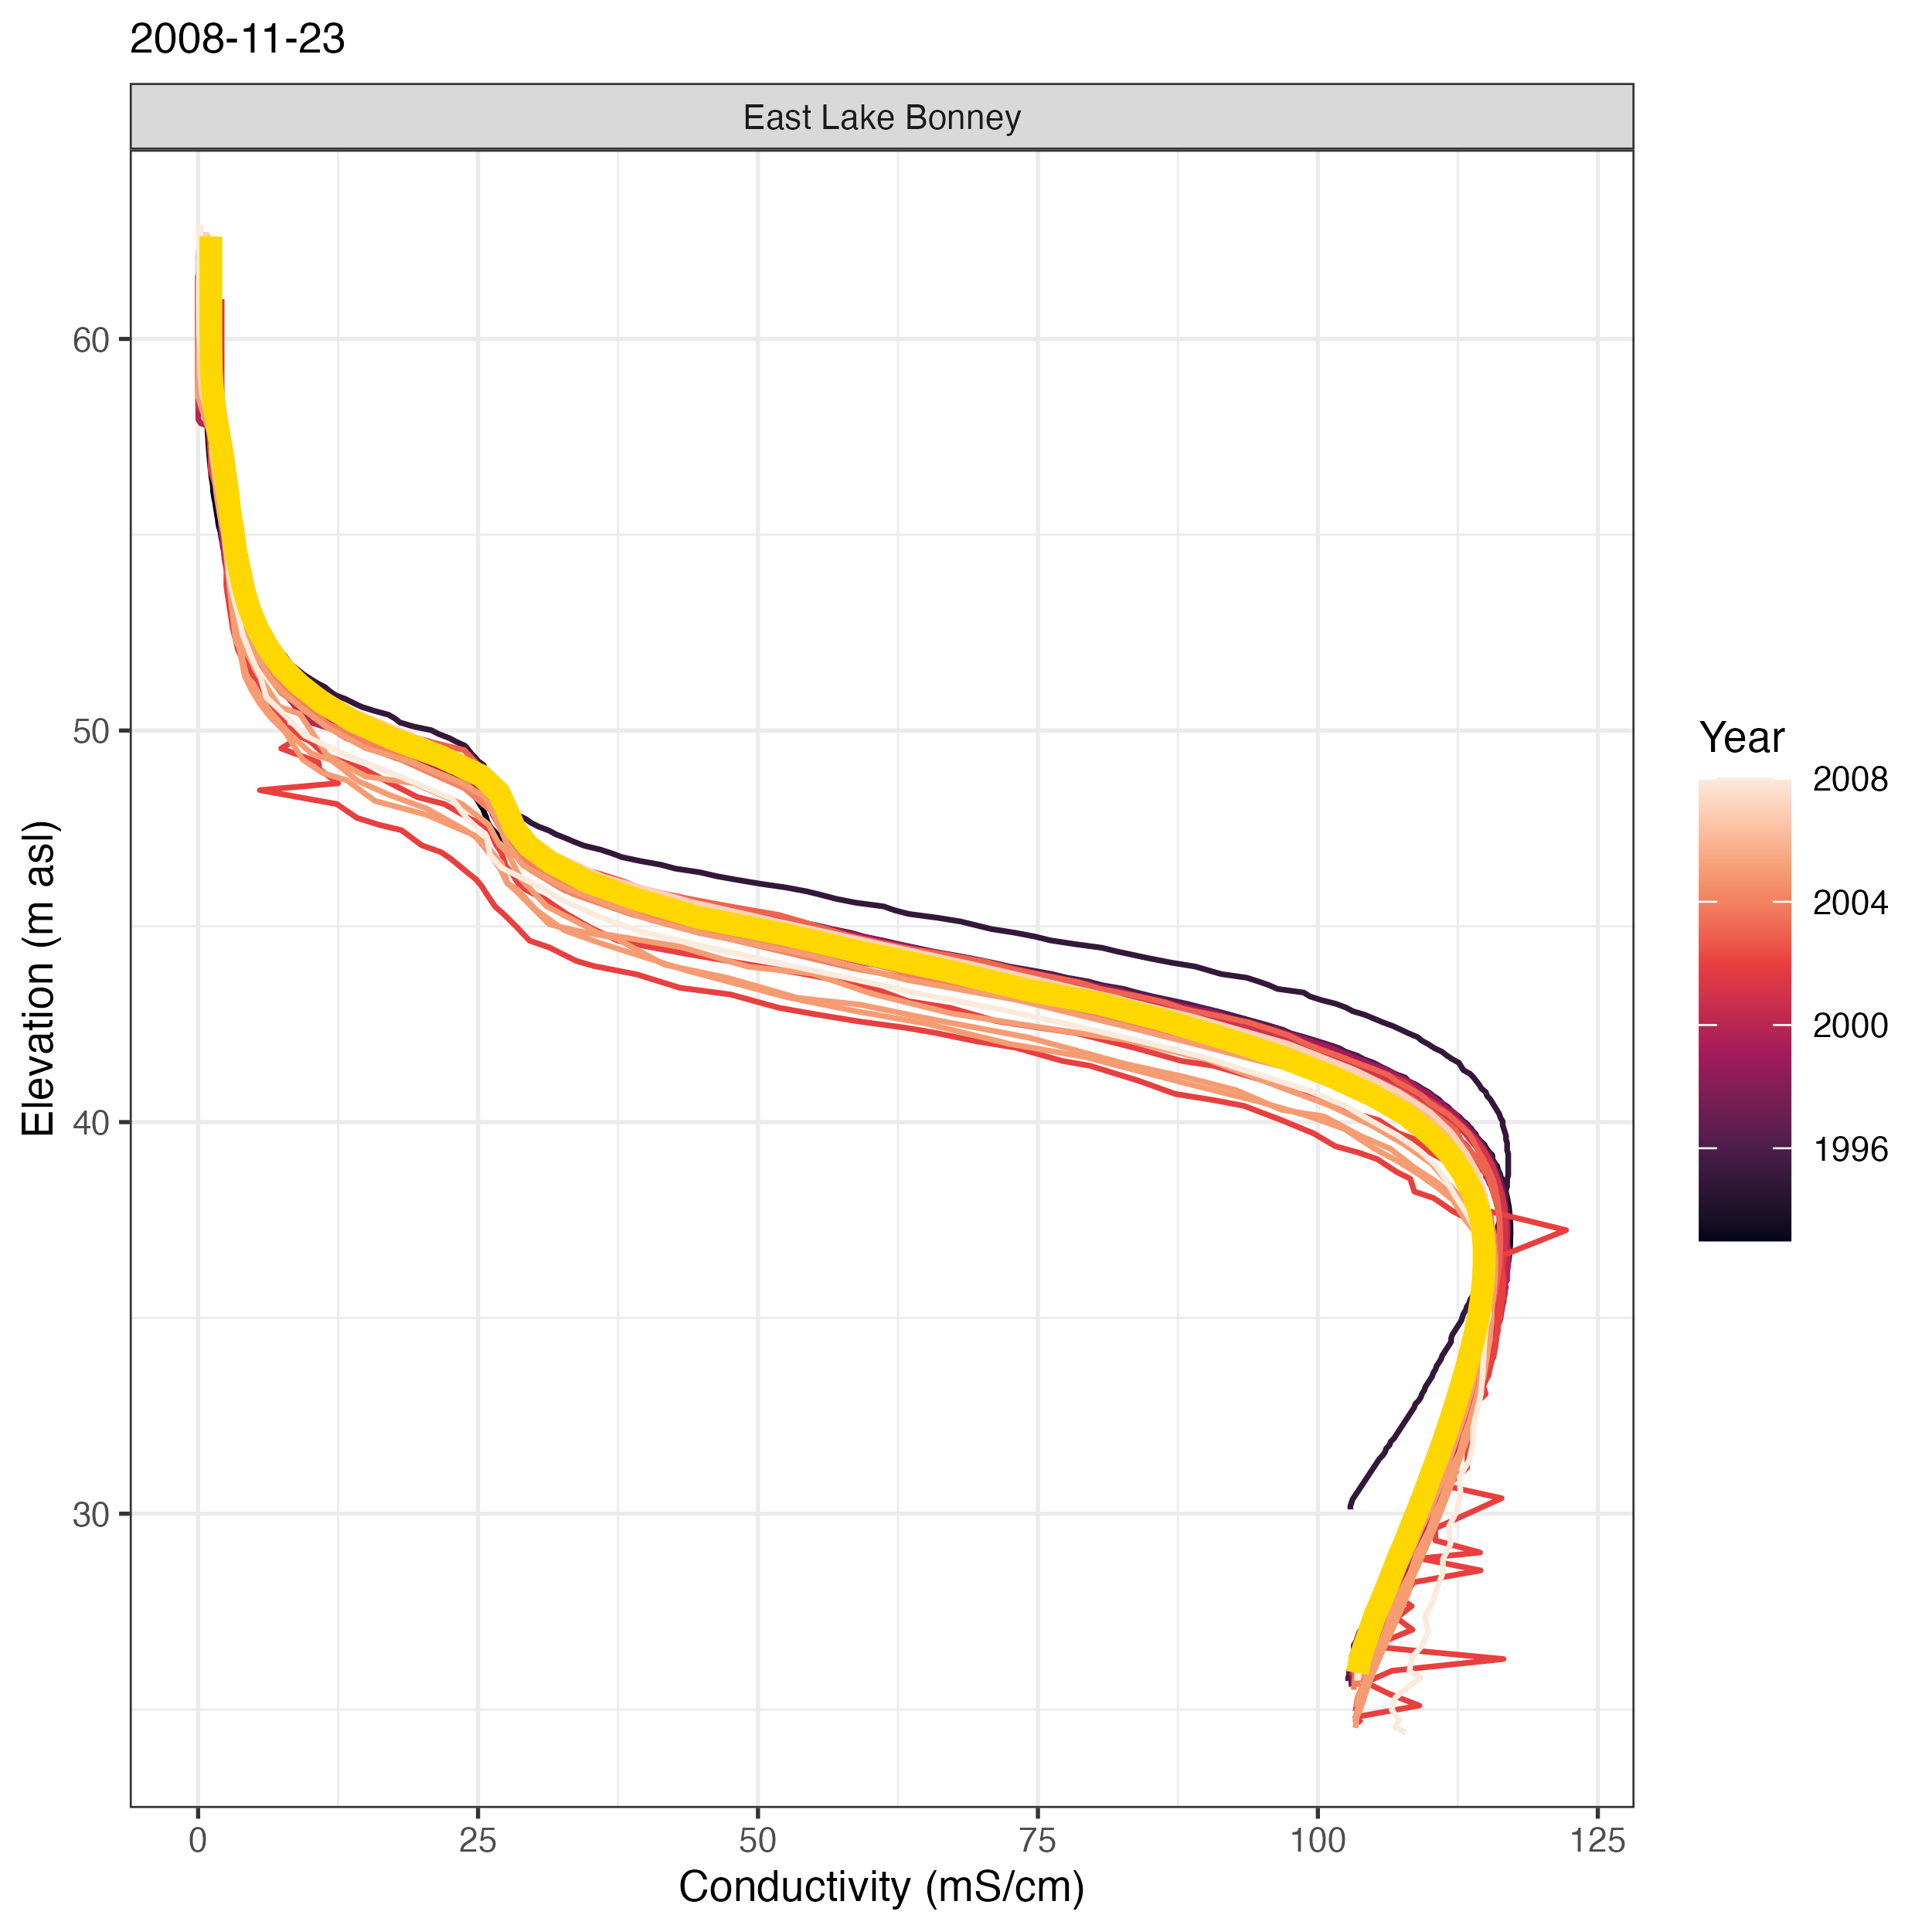 2008-11-23
East Lake Bonney
60
50
40
30
Elevation (m asl)
0 25 50 75 100 125
Conductivity (mS/cm)
Year
2008
2004
2000
1996